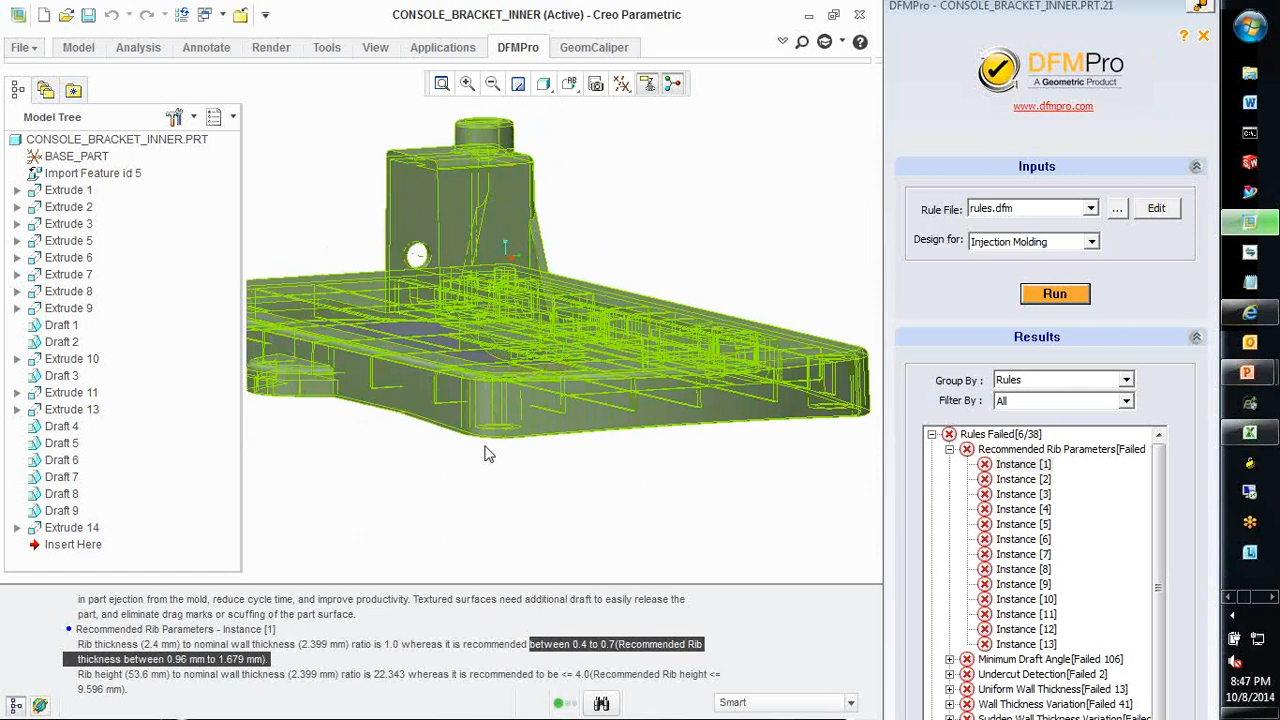 CONSOLE_BRACKET_INNER (Active) - Creo Parametric
DFMPro - CONSOLE_BRACKET_INNER.PRT.21
File Model Analysis Annotate Render Tools View Applications DFMPro GeomCaliper
Model Tree
CONSOLE_BRACKET_INNER.PRT
BASE_PART
Import Feature id 5
Extrude 1
Extrude 2
Extrude 3
Extrude 5
Extrude 6
Extrude 7
Extrude 8
Extrude 9
Draft 1
Draft 2
Extrude 10
Draft 3
Extrude 11
Extrude 13
Draft 4
Draft 5
Draft 6
Draft 7
Draft 8
Draft 9
Extrude 14
Insert Here
in part ejection from the mold, reduce cycle time, and improve productivity. Textured surfaces need additional draft to easily release the
part, and eliminate drag marks or scuffing of the part surface.
Recommended Rib Parameters - Instance [1]
Rib thickness (2.4 mm) to nominal wall thickness (2.399 mm) ratio is 1.0 whereas it is recommended between 0.4 to 0.7(Recommended Rib
thickness between 0.96 mm to 1.679 mm).
Rib height (53.6 mm) to nominal wall thickness (2.399 mm) ratio is 22.343 whereas it is recommended to be <= 4.0(Recommended Rib height <=
9.596 mm).
Smart
DFMPro
A Geometric Product
www.dfmpro.com
Inputs
Rule File: rules.dfm ... Edit
Design for: Injection Molding
Run
Results
Group By : Rules
Filter By : All
Rules Failed[6/38]
Recommended Rib Parameters[Failed
Instance [1]
Instance [2]
Instance [3]
Instance [4]
Instance [5]
Instance [6]
Instance [7]
Instance [8]
Instance [9]
Instance [10]
Instance [11]
Instance [12]
Instance [13]
Minimum Draft Angle[Failed 106]
Undercut Detection[Failed 2]
Uniform Wall Thickness[Failed 13]
Wall Thickness Variation[Failed 41]
Sudden Wall Thickness Variation[Failed
8:47 PM
10/8/2014